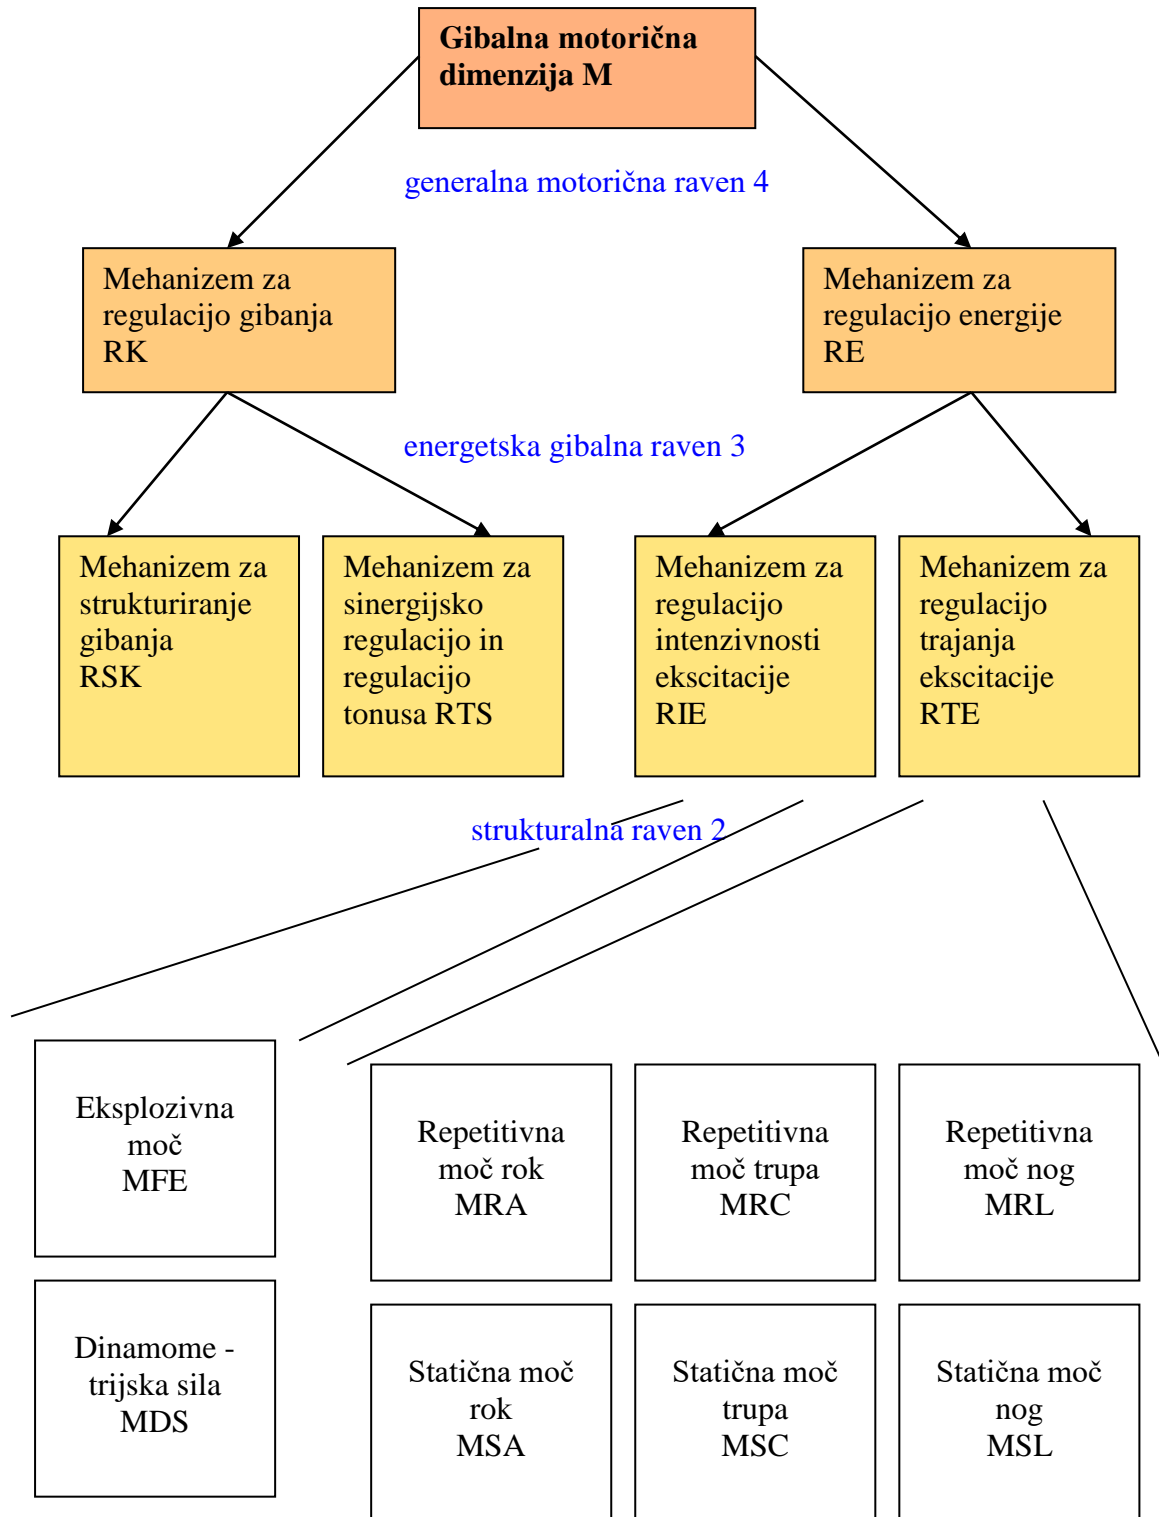 Gibalna motorična
dimenzija M
generalna motorična raven 4
Mehanizem za
regulacijo gibanja
RK
Mehanizem za
regulacijo energije
RE
energetska gibalna raven 3
Mehanizem za
strukturiranje
gibanja
RSK
Mehanizem za
sinergijsko
regulacijo in
regulacijo
tonusa RTS
Mehanizem za
regulacijo
intenzivnosti
ekscitacije
RIE
Mehanizem za
regulacijo
trajanja
ekscitacije
RTE
strukturalna raven 2
Eksplozivna
moč
MFE
Repetitivna
moč rok
MRA
Repetitivna
moč trupa
MRC
Repetitivna
moč nog
MRL
Dinamome -
trijska sila
MDS
Statična moč
rok
MSA
Statična moč
trupa
MSC
Statična moč
nog
MSL